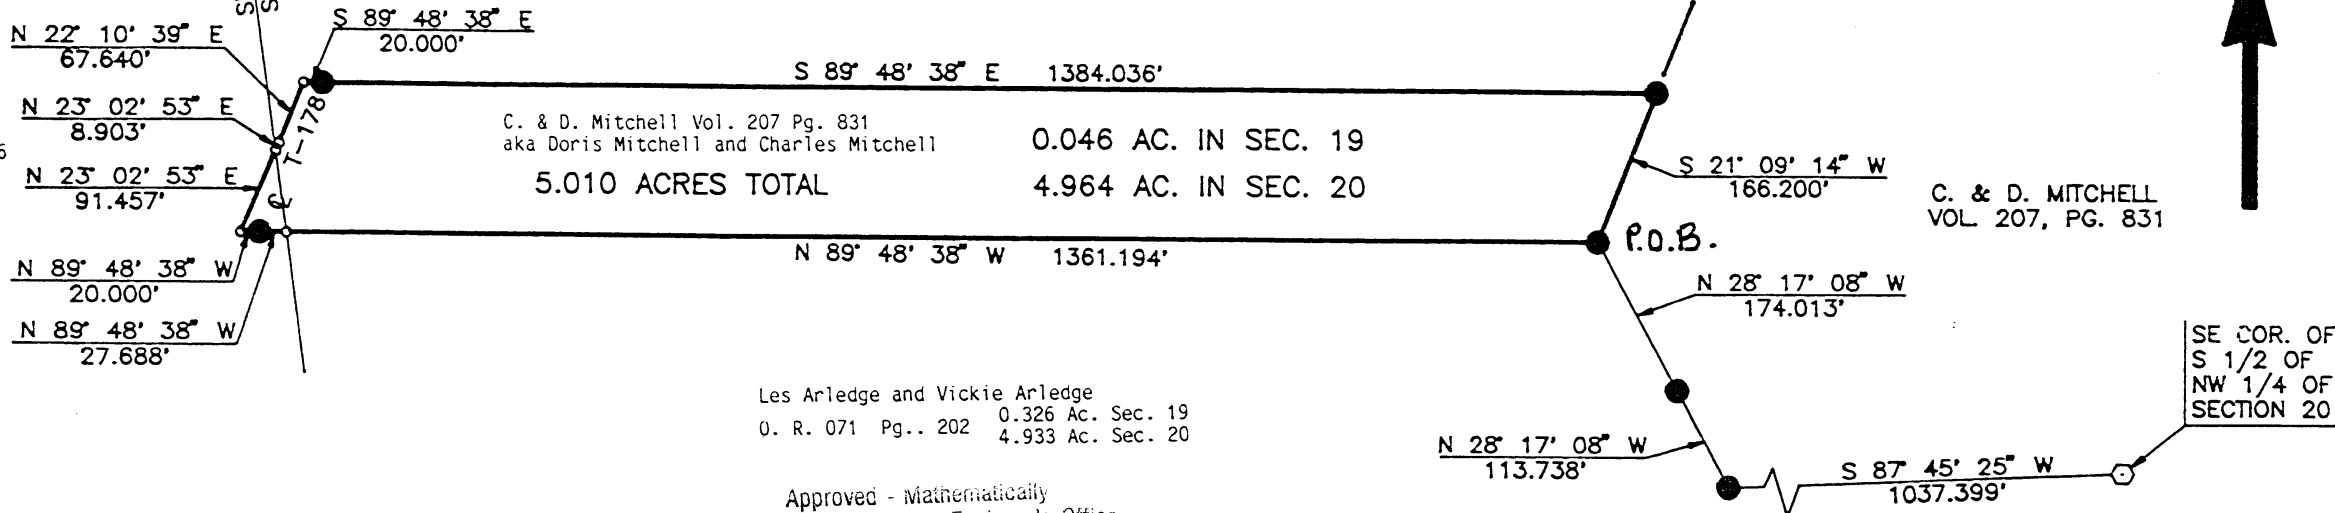 S
S
S 89° 48' 38" E
20.000'
N 22° 10' 39" E
67.640'
S 89° 48' 38" E 1384.036'
N 23° 02' 53" E
8.903'
T-178
C. & D. Mitchell Vol. 207 Pg. 831
aka Doris Mitchell and Charles Mitchell
0.046 AC. IN SEC. 19
5.010 ACRES TOTAL
4.964 AC. IN SEC. 20
6
N 23° 02' 53" E
91.457'
S 21° 09' 14" W
166.200'
C. & D. MITCHELL
VOL. 207, PG. 831
P.O.B.
N 89° 48' 38" W 1361.194'
N 89° 48' 38" W
20.000'
N 89° 48' 38" W
27.688'
N 28° 17' 08" W
174.013'
SE COR. OF
S 1/2 OF
NW 1/4 OF
SECTION 20
Les Arledge and Vickie Arledge
O. R. 071 Pg.. 202
0.326 Ac. Sec. 19
4.933 Ac. Sec. 20
N 28° 17' 08" W
113.738'
S 87° 45' 25" W
1037.399'
Approved - Mathematically
Office